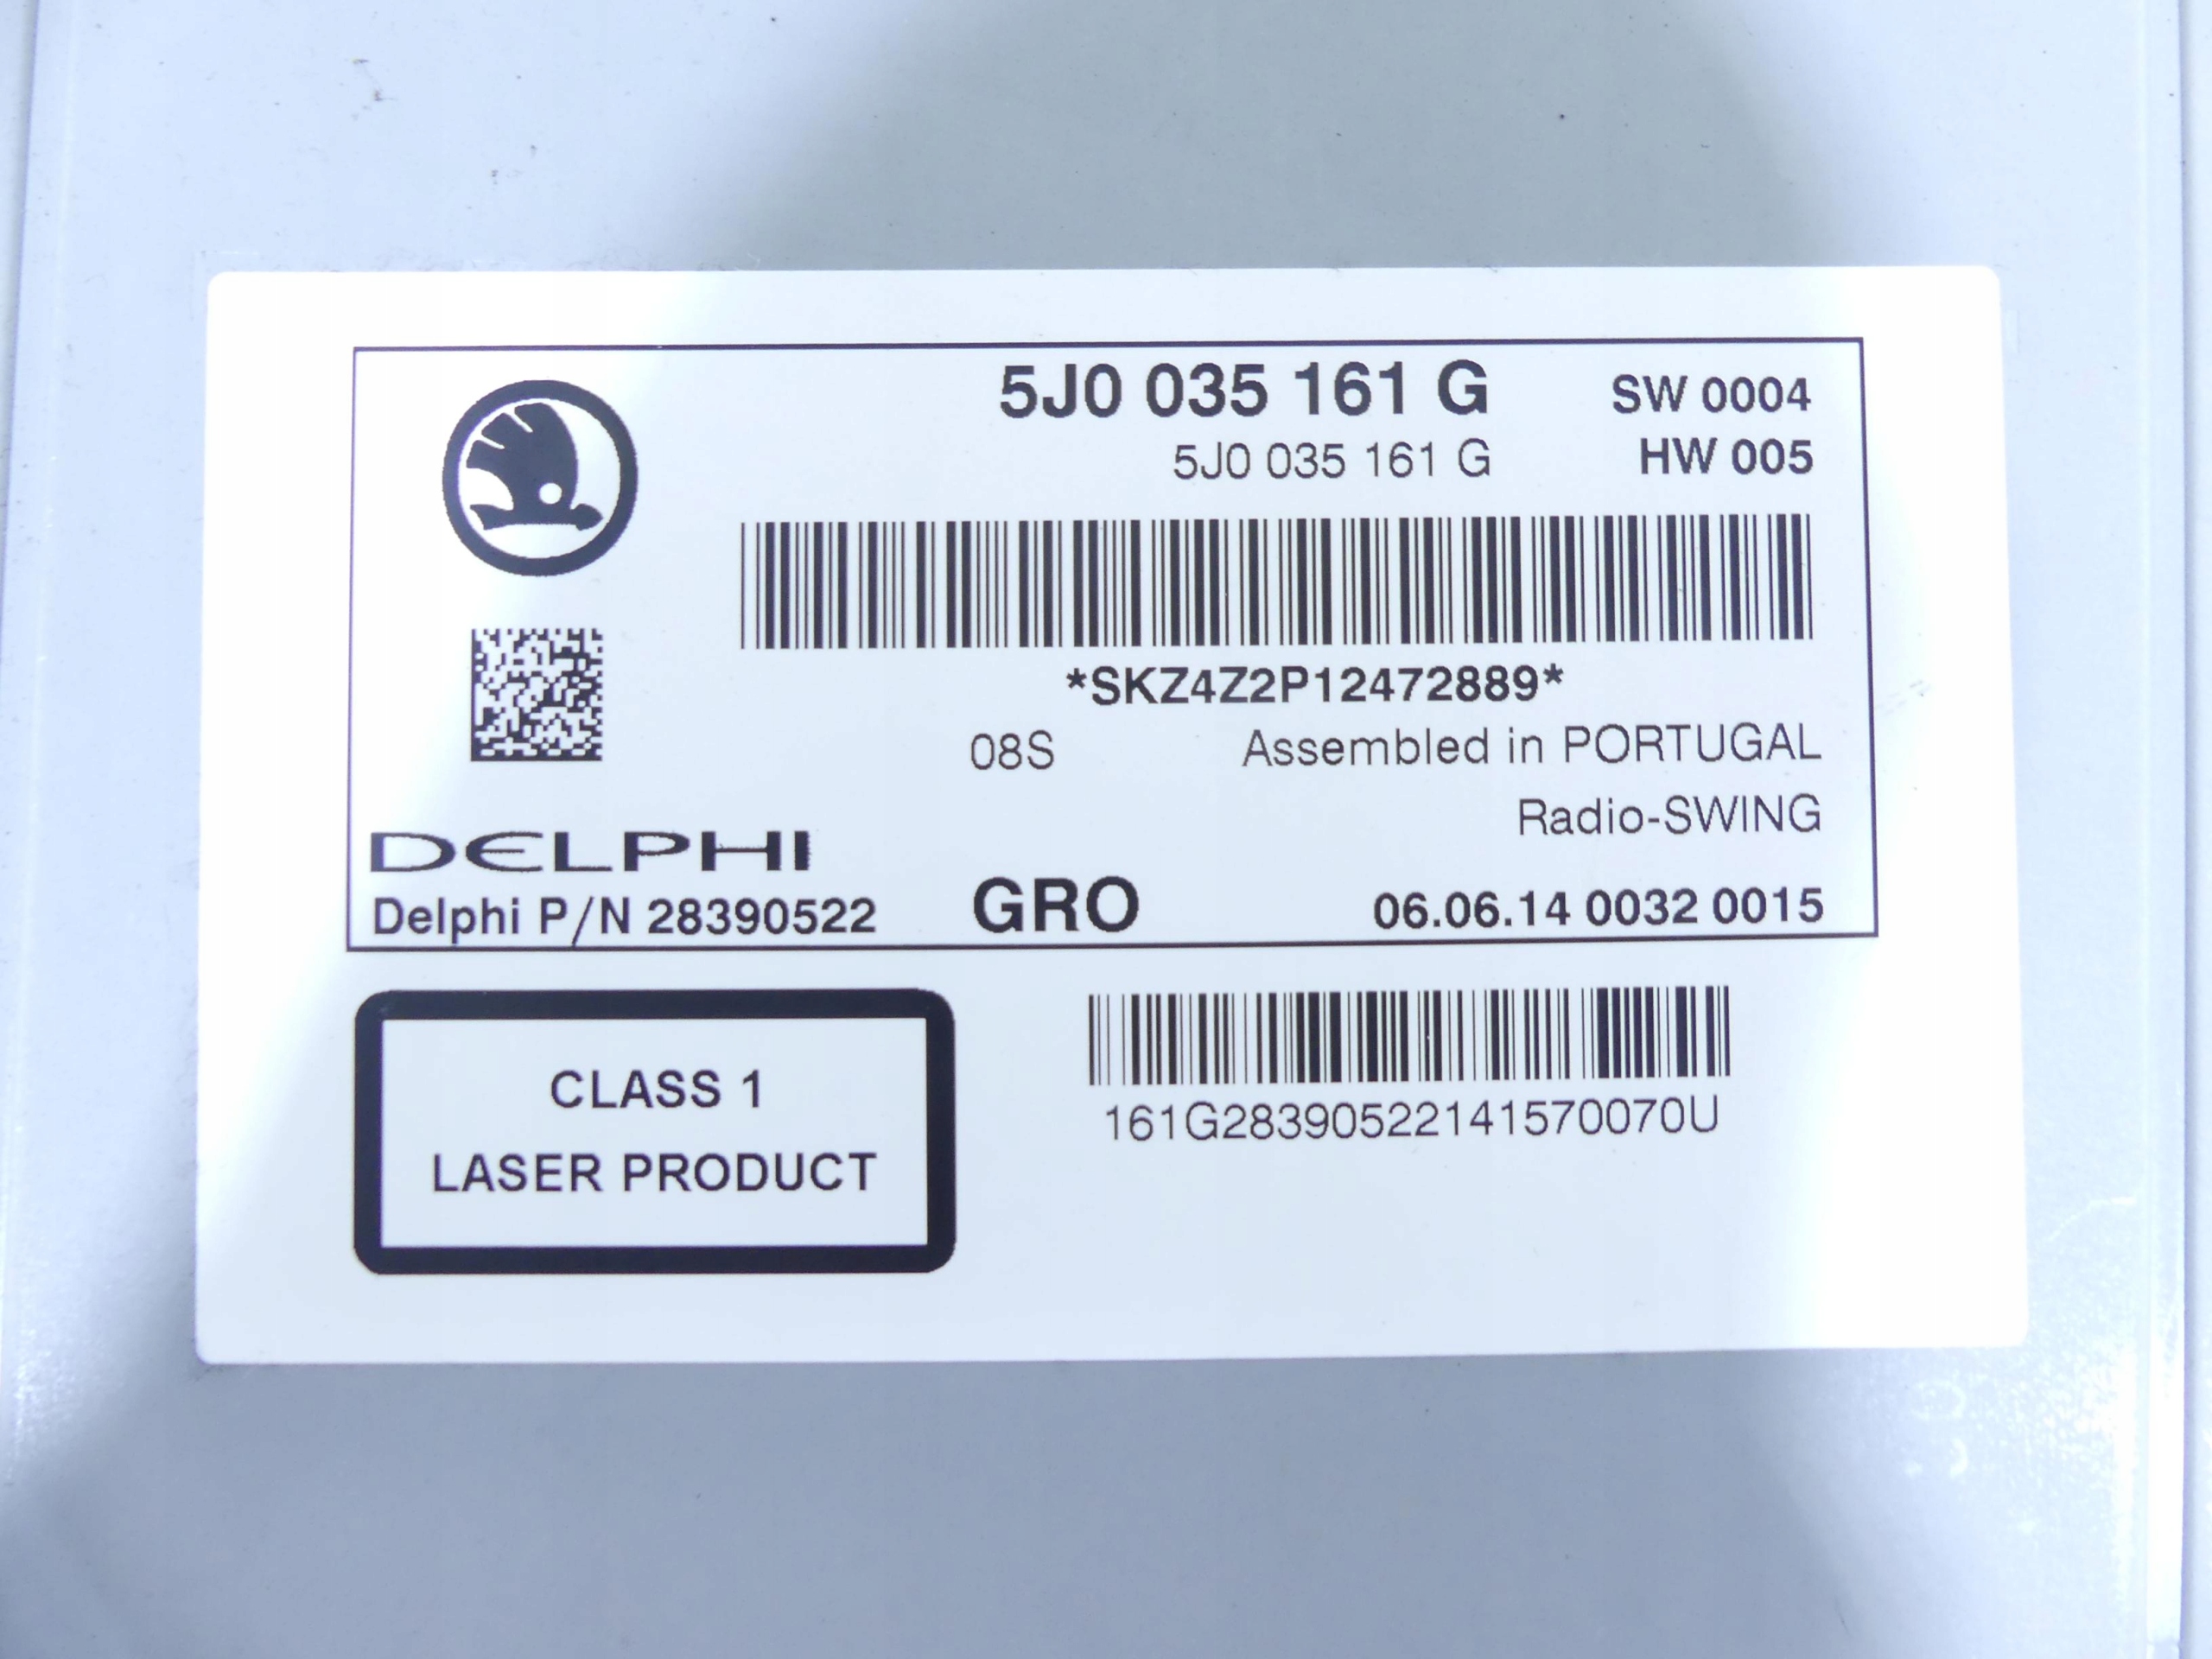 5J0 035 161 G SW 0004
5J0 035 161 G HW 005
*SKZ4Z2P12472889*
08S Assembled in PORTUGAL
Radio-SWING
DELPHI
Delphi P/N 28390522 GRO 06.06.14 0032 0015
CLASS 1
LASER PRODUCT
161G28390522141570070U